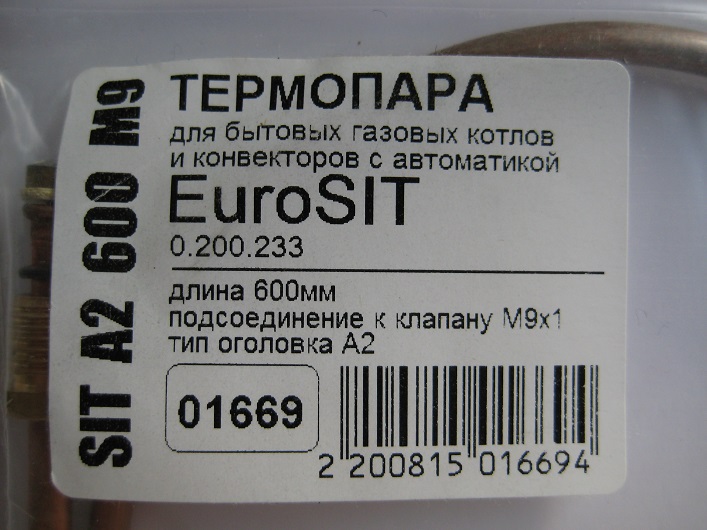 SIT A2 600 M9
ТЕРМОПАРА
для бытовых газовых котлов
и конвекторов с автоматикой
EuroSIT
0.200.233
длина 600мм
подсоединение к клапану М9х1
тип оголовка А2
01669
2 200815 016694